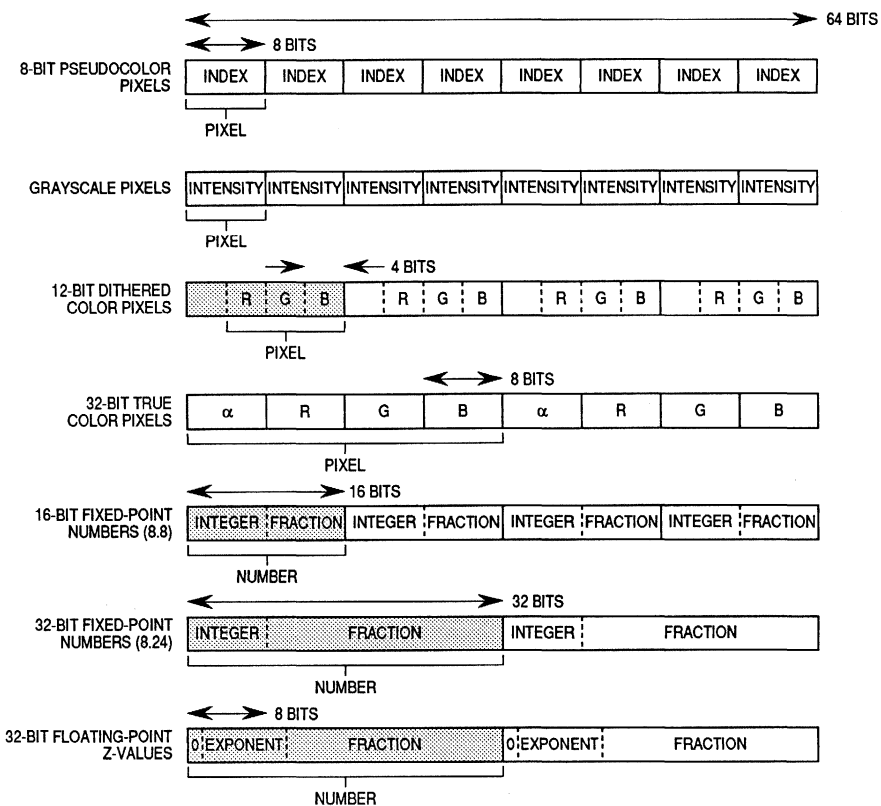 64 BITS
8 BITS
8-BIT PSEUDOCOLOR
PIXELS
INDEX INDEX INDEX INDEX INDEX INDEX INDEX INDEX
PIXEL
GRAYSCALE PIXELS
INTENSITY INTENSITY INTENSITY INTENSITY INTENSITY INTENSITY INTENSITY INTENSITY
PIXEL
4 BITS
12-BIT DITHERED
COLOR PIXELS
R G B R G B R G B R G B
PIXEL
8 BITS
32-BIT TRUE
COLOR PIXELS
α R G B α R G B
PIXEL
16 BITS
16-BIT FIXED-POINT
NUMBERS (8.8)
INTEGER FRACTION INTEGER FRACTION INTEGER FRACTION INTEGER FRACTION
NUMBER
32 BITS
32-BIT FIXED-POINT
NUMBERS (8.24)
INTEGER FRACTION INTEGER FRACTION
NUMBER
8 BITS
32-BIT FLOATING-POINT
Z-VALUES
0 EXPONENT FRACTION 0 EXPONENT FRACTION
NUMBER